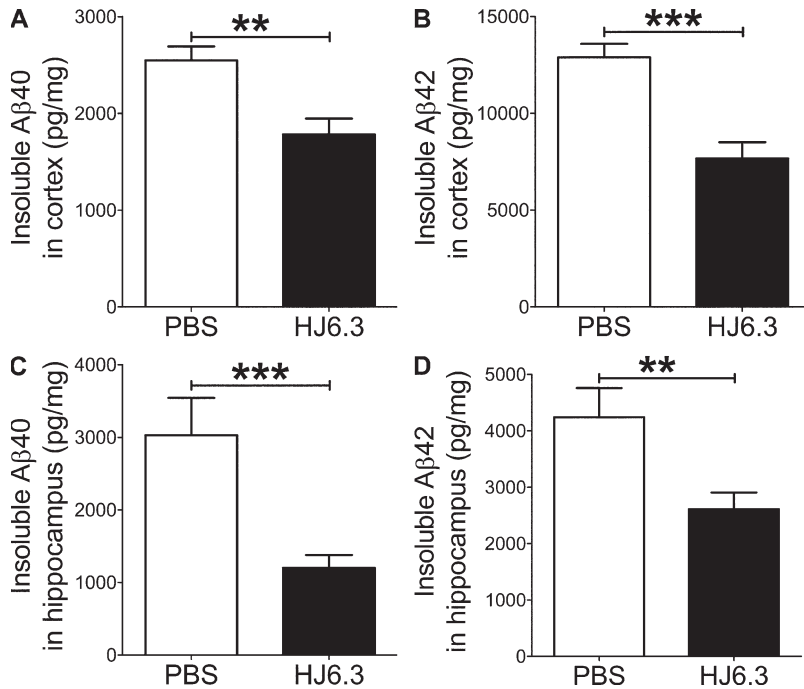 A
Insoluble Aβ40
in cortex (pg/mg)
3000
2000
1000
0
**
PBS
HJ6.3
B
Insoluble Aβ42
in cortex (pg/mg)
15000
10000
5000
0
***
PBS
HJ6.3
C
Insoluble Aβ40
in hippocampus (pg/mg)
4000
3000
2000
1000
0
***
PBS
HJ6.3
D
Insoluble Aβ42
in hippocampus (pg/mg)
5000
4000
3000
2000
1000
0
**
PBS
HJ6.3